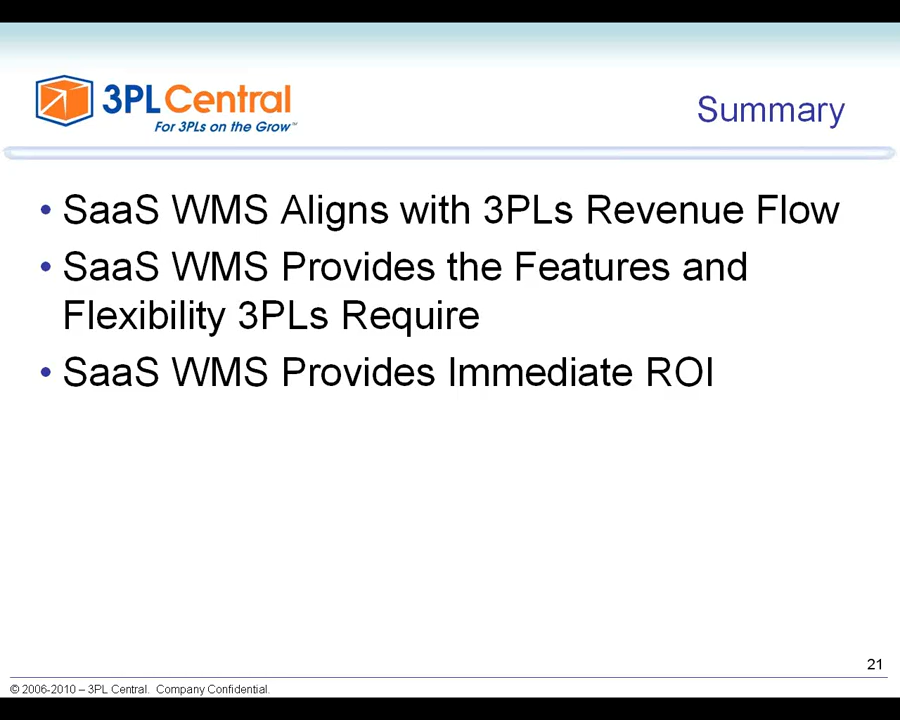 3PL Central
For 3PLs on the Grow™
Summary
• SaaS WMS Aligns with 3PLs Revenue Flow
• SaaS WMS Provides the Features and
Flexibility 3PLs Require
• SaaS WMS Provides Immediate ROI
21
© 2006-2010 – 3PL Central. Company Confidential.